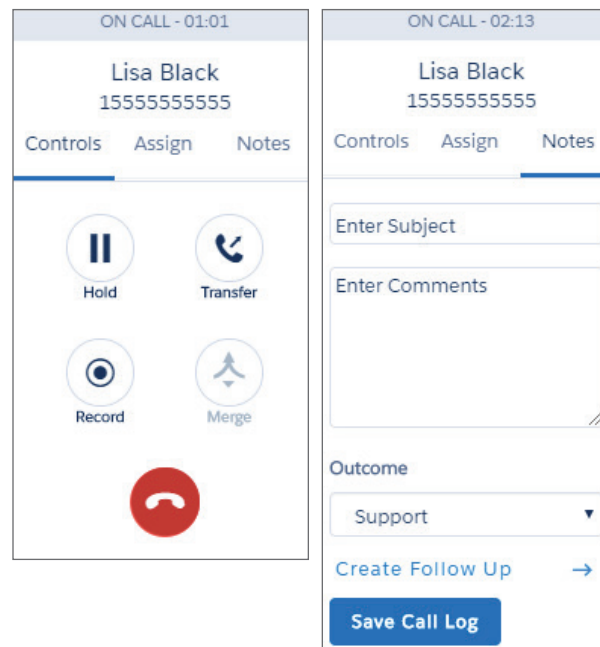 ON CALL - 01:01
Lisa Black
15555555555
Controls Assign Notes
Hold Transfer
Record Merge
ON CALL - 02:13
Lisa Black
15555555555
Controls Assign Notes
Enter Subject
Enter Comments
Outcome
Support
Create Follow Up
Save Call Log